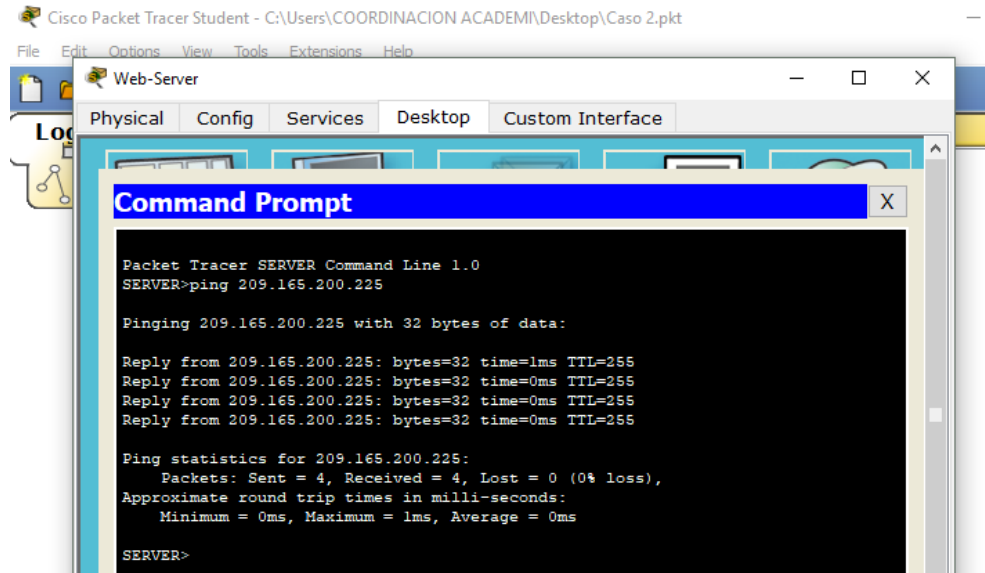 Cisco Packet Tracer Student - C:\Users\COORDINACION ACADEMI\Desktop\Caso 2.pkt
File Edit Options View Tools Extensions Help
Web-Server
Physical Config Services Desktop Custom Interface
Command Prompt X
Packet Tracer SERVER Command Line 1.0
SERVER>ping 209.165.200.225
Pinging 209.165.200.225 with 32 bytes of data:
Reply from 209.165.200.225: bytes=32 time=1ms TTL=255
Reply from 209.165.200.225: bytes=32 time=0ms TTL=255
Reply from 209.165.200.225: bytes=32 time=0ms TTL=255
Reply from 209.165.200.225: bytes=32 time=0ms TTL=255
Ping statistics for 209.165.200.225:
Packets: Sent = 4, Received = 4, Lost = 0 (0% loss),
Approximate round trip times in milli-seconds:
Minimum = 0ms, Maximum = 1ms, Average = 0ms
SERVER>